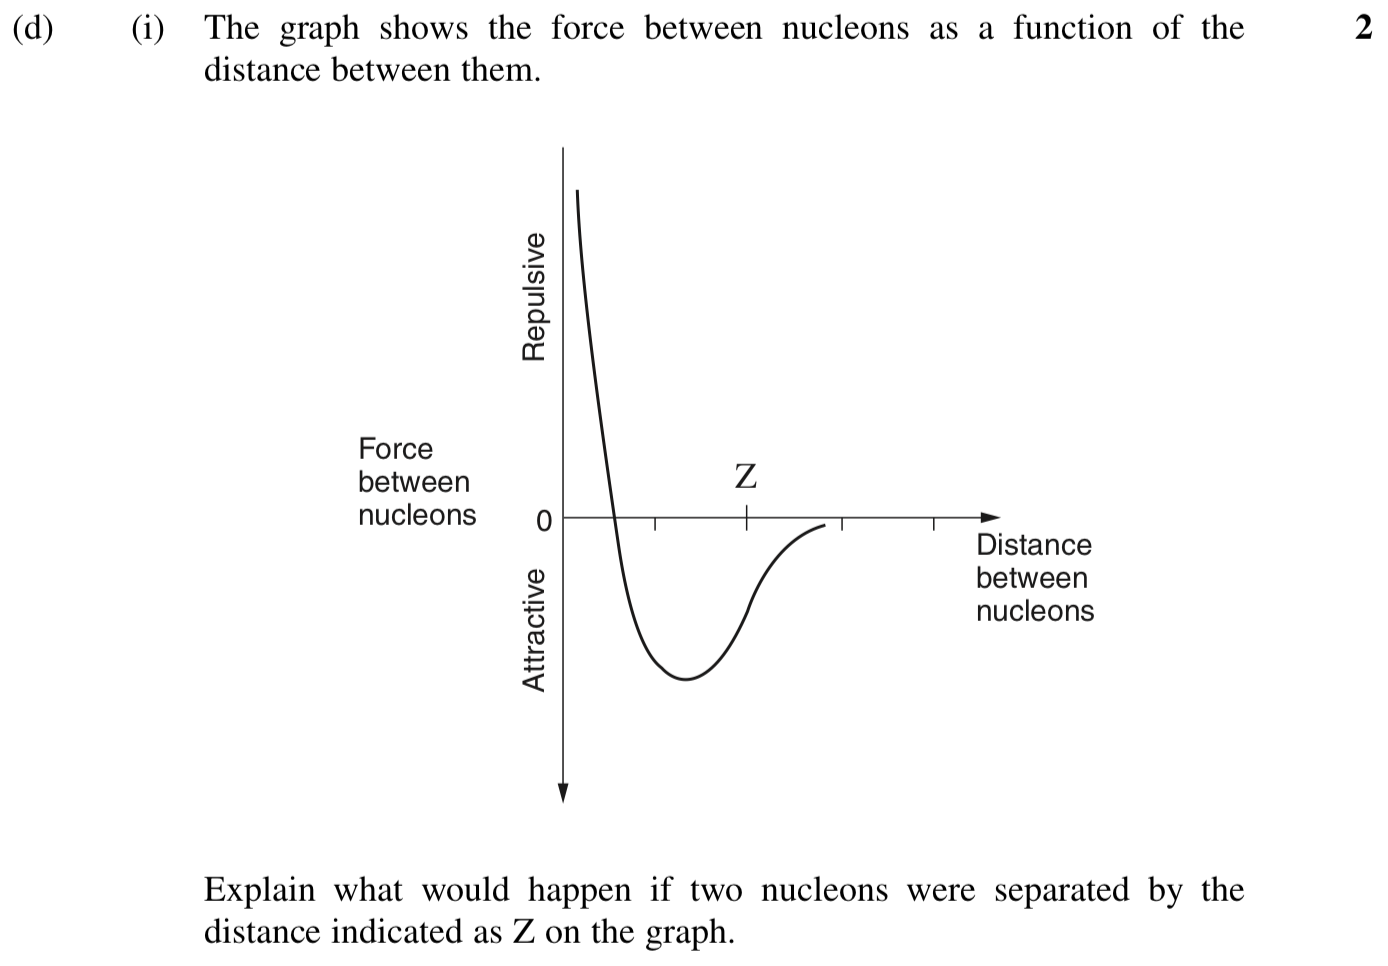 (d) (i) The graph shows the force between nucleons as a function of the 2
distance between them.
Repulsive
Force
between
nucleons
Z
0
Attractive
Distance
between
nucleons
Explain what would happen if two nucleons were separated by the
distance indicated as Z on the graph.